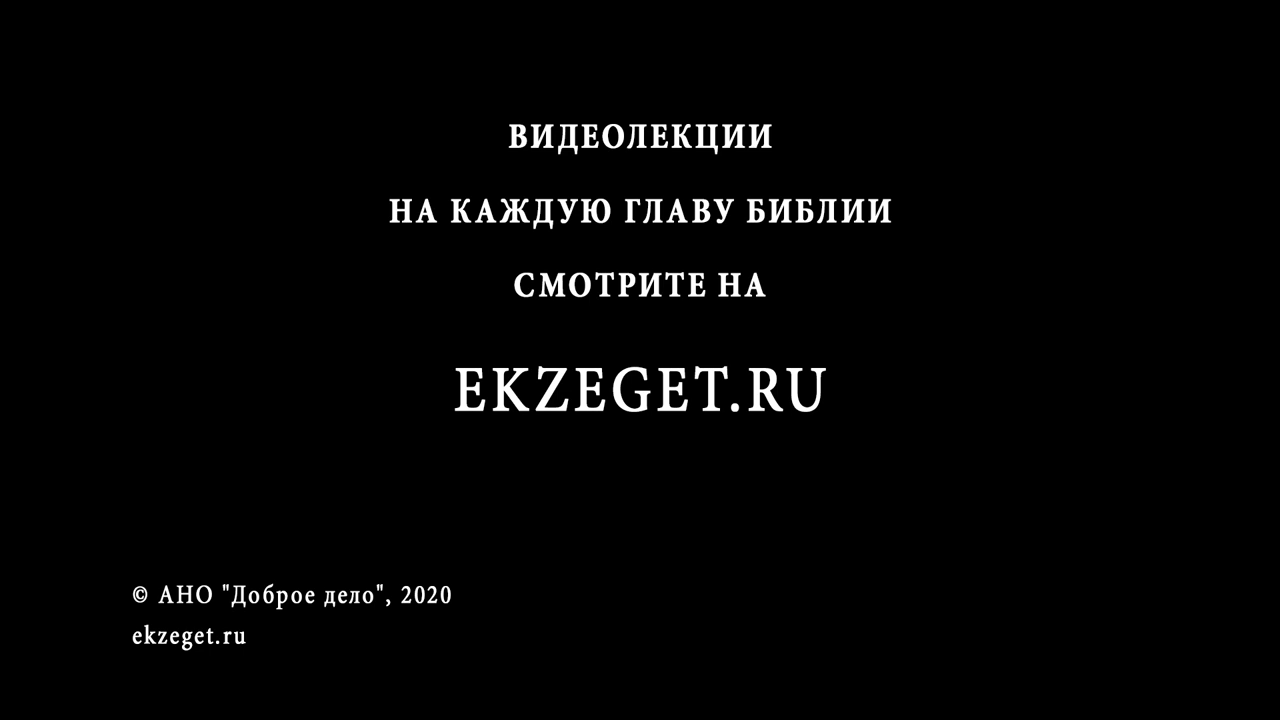 ВИДЕОЛЕКЦИИ
НА КАЖДУЮ ГЛАВУ БИБЛИИ
СМОТРИТЕ НА
EKZEGET.RU
© АНО "Доброе дело", 2020
ekzeget.ru